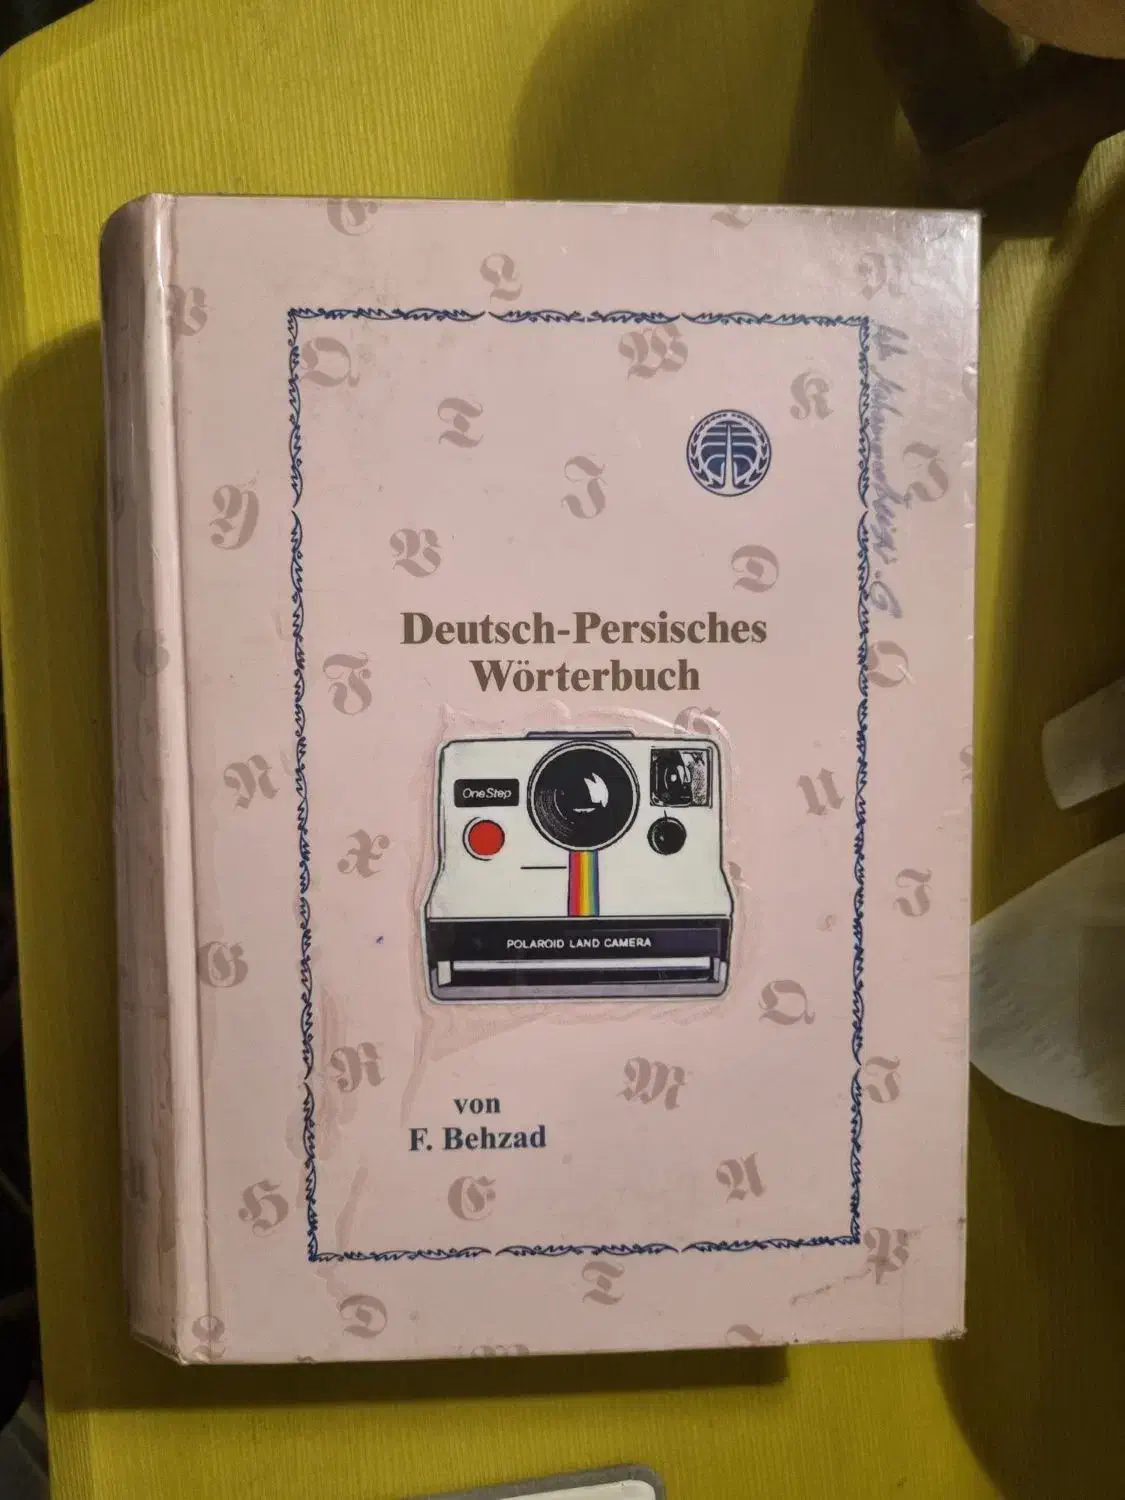 Deutsch-Persisches
Wörterbuch
OneStep
POLAROID LAND CAMERA
von
F. Behzad